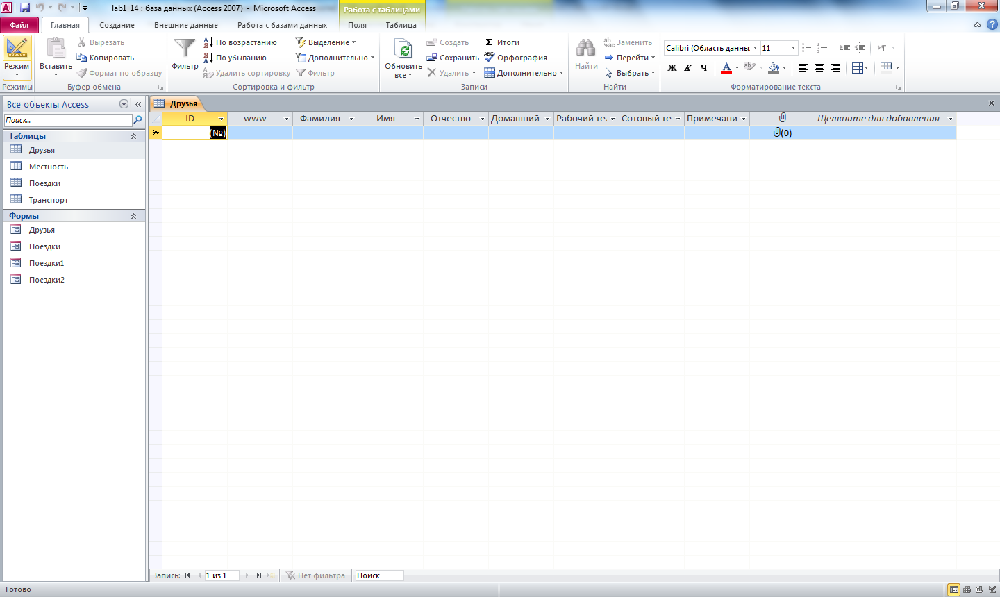 lab1_14 : база данных (Access 2007) - Microsoft Access
Работа с таблицами
Файл
Главная
Создание
Внешние данные
Работа с базами данных
Поля
Таблица
Режим
Режимы
Вставить
Вырезать
Копировать
Формат по образцу
Буфер обмена
Фильтр
По возрастанию
По убыванию
Удалить сортировку
Выделение
Дополнительно
Фильтр
Сортировка и фильтр
Обновить
все
Создать
Сохранить
Удалить
Итоги
Орфография
Дополнительно
Записи
Найти
Заменить
Перейти
Выбрать
Найти
Calibri (Область данны:
11
Ж К Ч
Форматирование текста
Все объекты Access
Поиск...
Таблицы
Друзья
Местность
Поездки
Транспорт
Формы
Друзья
Поездки
Поездки1
Поездки2
Друзья
ID www Фамилия Имя Отчество Домашний Рабочий те. Сотовый те. Примечани Щелкните для добавления
(№) (0)
Запись: 1 из 1 Нет фильтра Поиск
Готово